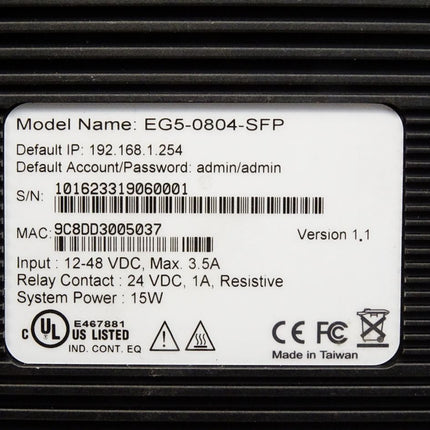 Model Name: EG5-0804-SFP
Default IP: 192.168.1.254
Default Account/Password: admin/admin
S/N: 101623319060001
MAC: 9C8DD3005037
Version 1.1
Input : 12-48 VDC, Max. 3.5A
Relay Contact : 24 VDC, 1A, Resistive
System Power : 15W
E467881
C UL US LISTED
IND. CONT. EQ
CE FC
Made in Taiwan